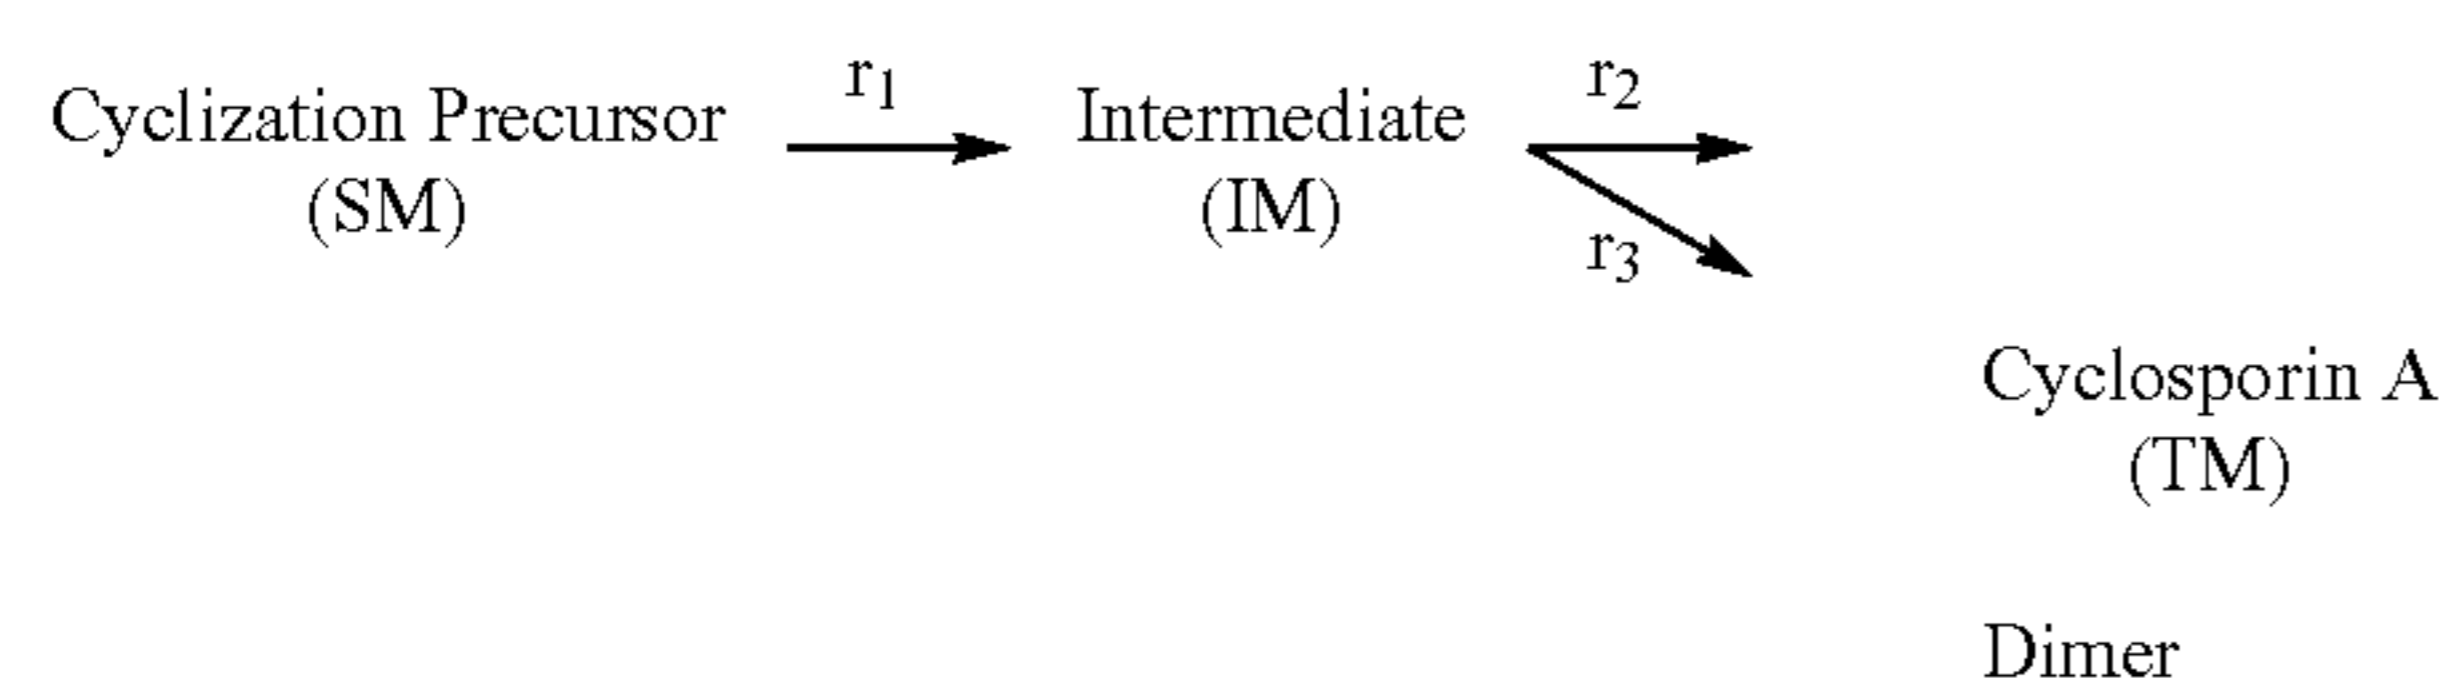 Cyclization Precursor
(SM)
r1
Intermediate
(IM)
r2
r3
Cyclosporin A
(TM)
Dimer